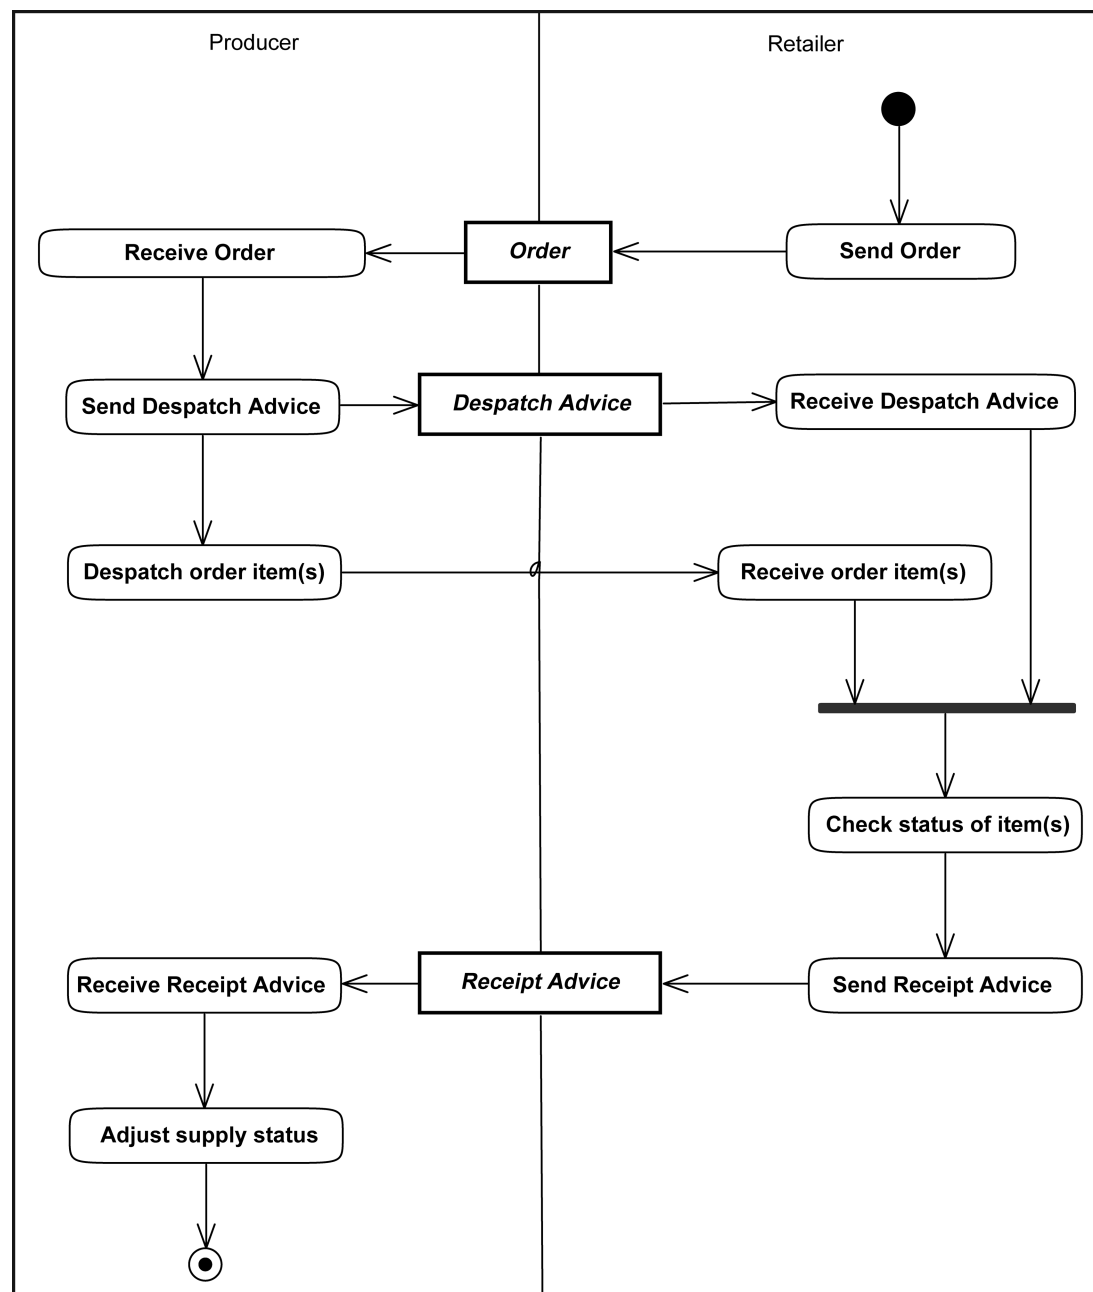 Producer
Retailer
Receive Order
Order
Send Order
Send Despatch Advice
Despatch Advice
Receive Despatch Advice
Despatch order item(s)
Receive order item(s)
Check status of item(s)
Receive Receipt Advice
Receipt Advice
Send Receipt Advice
Adjust supply status